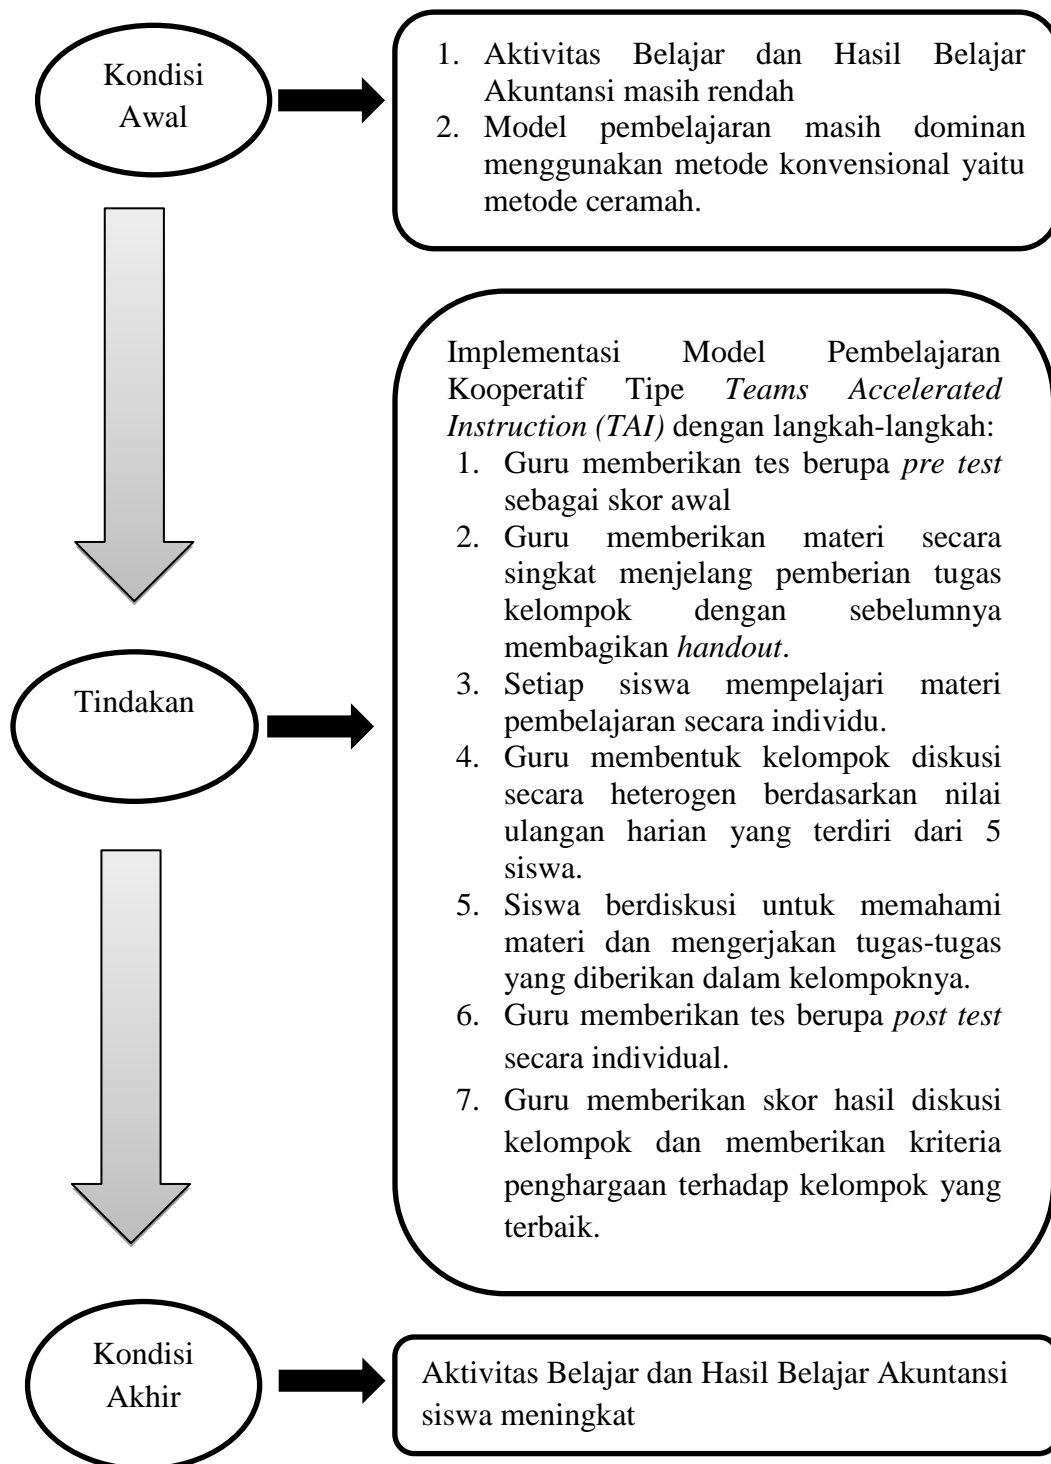 Kondisi
Awal
1. Aktivitas Belajar dan Hasil Belajar
Akuntansi masih rendah
2. Model pembelajaran masih dominan
menggunakan metode konvensional yaitu
metode ceramah.
Implementasi Model Pembelajaran
Kooperatif Tipe Teams Accelerated
Instruction (TAI) dengan langkah-langkah:
1. Guru memberikan tes berupa pre test
sebagai skor awal
2. Guru memberikan materi secara
singkat menjelang pemberian tugas
kelompok dengan sebelumnya
membagikan handout.
Tindakan
3. Setiap siswa mempelajari materi
pembelajaran secara individu.
4. Guru membentuk kelompok diskusi
secara heterogen berdasarkan nilai
ulangan harian yang terdiri dari 5
siswa.
5. Siswa berdiskusi untuk memahami
materi dan mengerjakan tugas-tugas
yang diberikan dalam kelompoknya.
6. Guru memberikan tes berupa post test
secara individual.
7. Guru memberikan skor hasil diskusi
kelompok dan memberikan kriteria
penghargaan terhadap kelompok yang
terbaik.
Kondisi
Akhir
Aktivitas Belajar dan Hasil Belajar Akuntansi
siswa meningkat